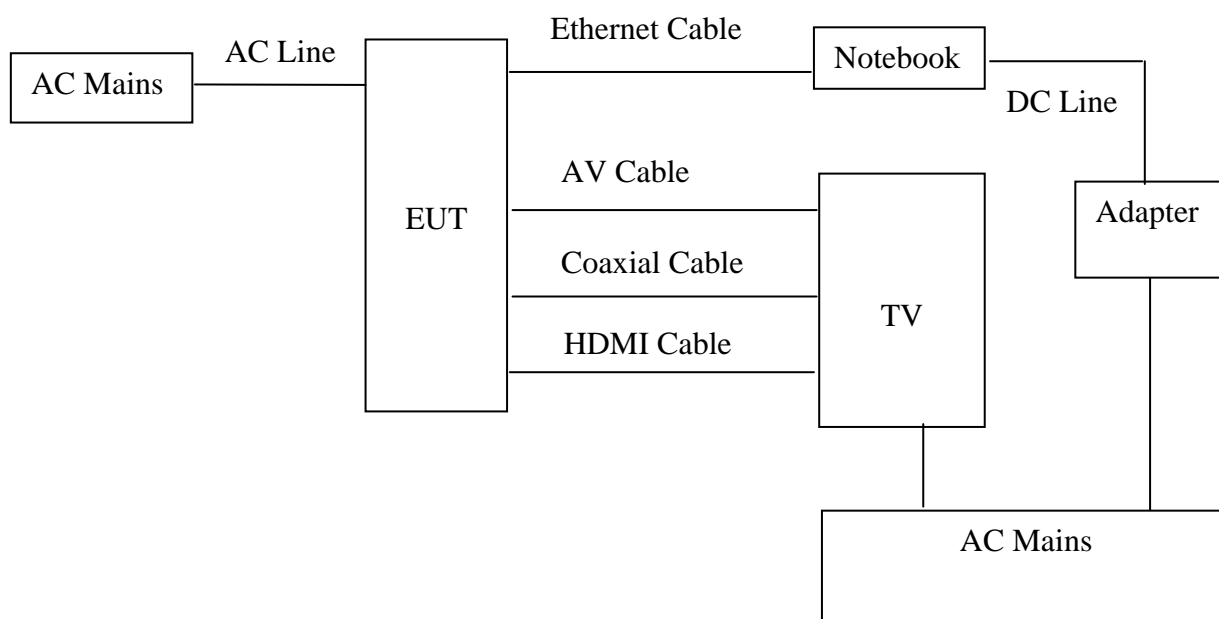 Ethernet Cable
AC Line
Notebook
AC Mains
DC Line
AV Cable
EUT
Adapter
Coaxial Cable
TV
HDMI Cable
AC Mains